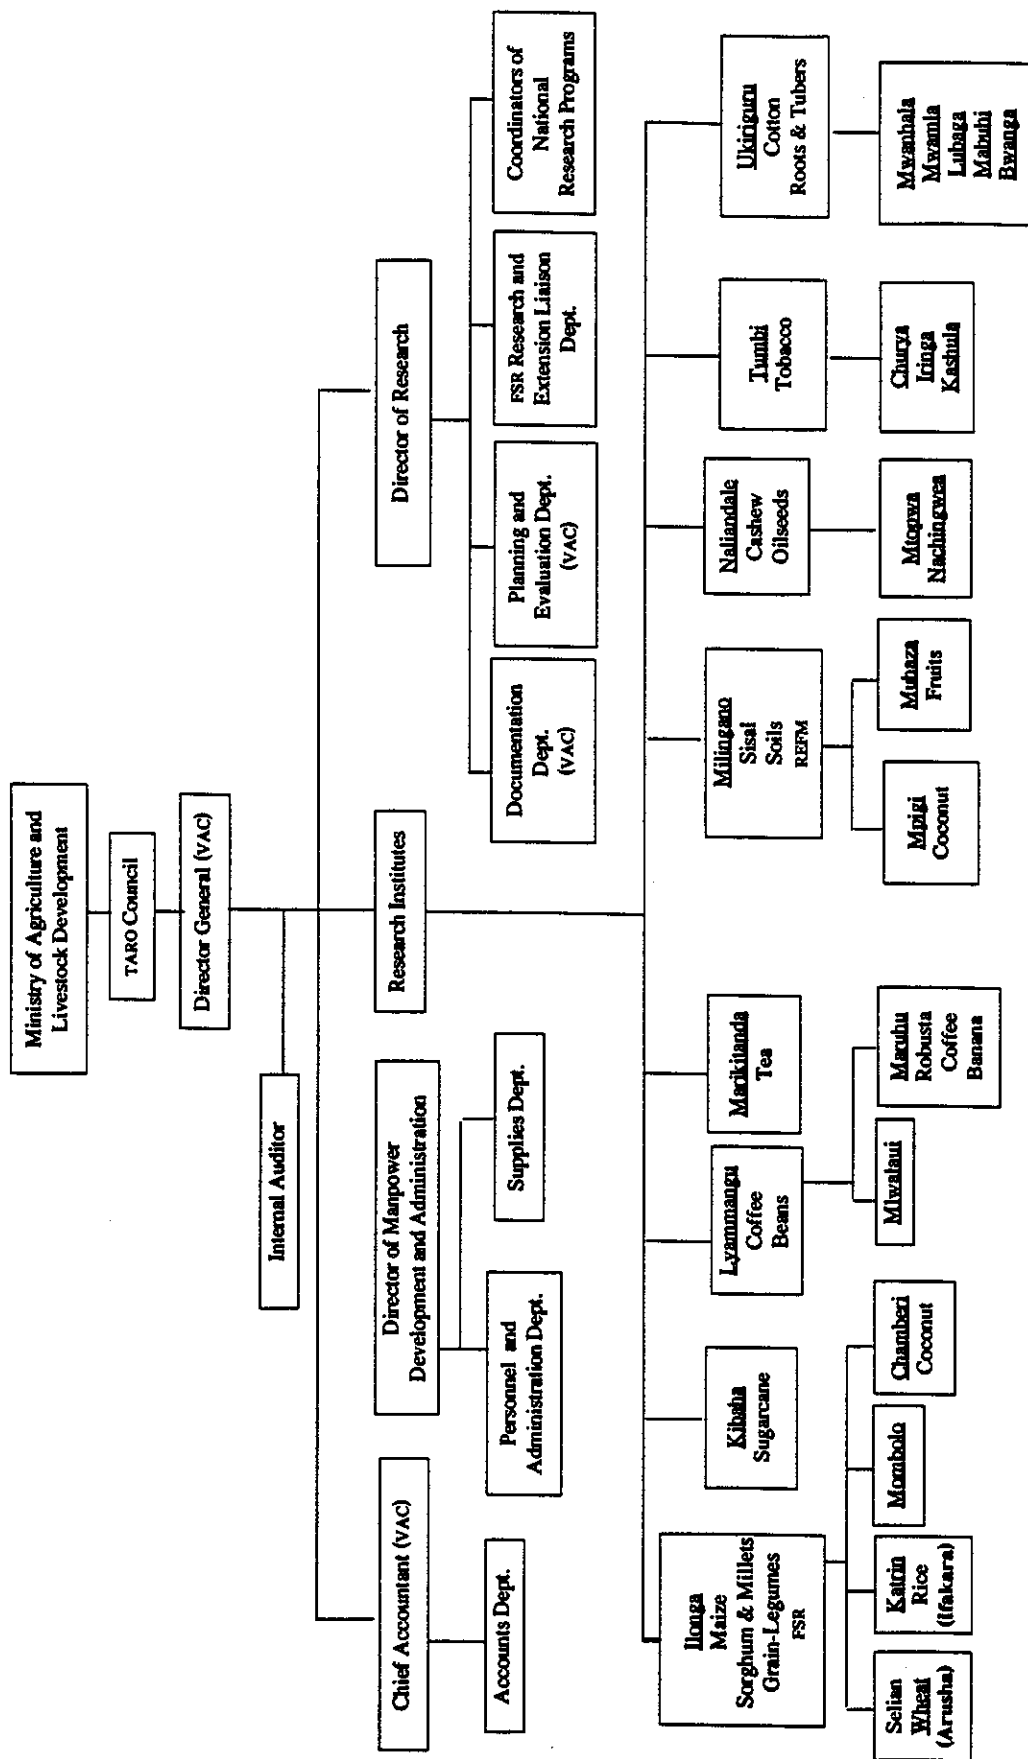 Ministry of Agriculture and
Livestock Development
TARO Council
Director General (VAC)
Internal Auditor
Chief Accountant (VAC)
Director of Manpower
Development and Administration
Research Institutes
Director of Research
Accounts Dept.
Personnel and
Administration Dept.
Supplies Dept.
Documentation
Dept.
(VAC)
Planning and
Evaluation Dept.
(VAC)
FSR Research and
Extension Liaison
Dept.
Coordinators of
National
Research Programs
Ilonga
Maize
Sorghum & Millets
Grain-Legumes
FSR
Kibaha
Sugarcane
Lyammangu
Coffee
Beans
Marikitanda
Tea
Milingano
Sisal
Soils
REFM
Naliandale
Cashew
Oilseeds
Tumbi
Tobacco
Ukiriguru
Cotton
Roots & Tubers
Selian
Wheat
(Arusha)
Katrin
Rice
(Ifakara)
Mombolo
Chamberi
Coconut
Mlwalaui
Maruhu
Robusta
Coffee
Banana
Mpigi
Coconut
Muhaza
Fruits
Mtopwa
Nachingwea
Churya
Iringa
Kashula
Mwanhala
Mwamla
Lubaga
Mabuhi
Bwanga